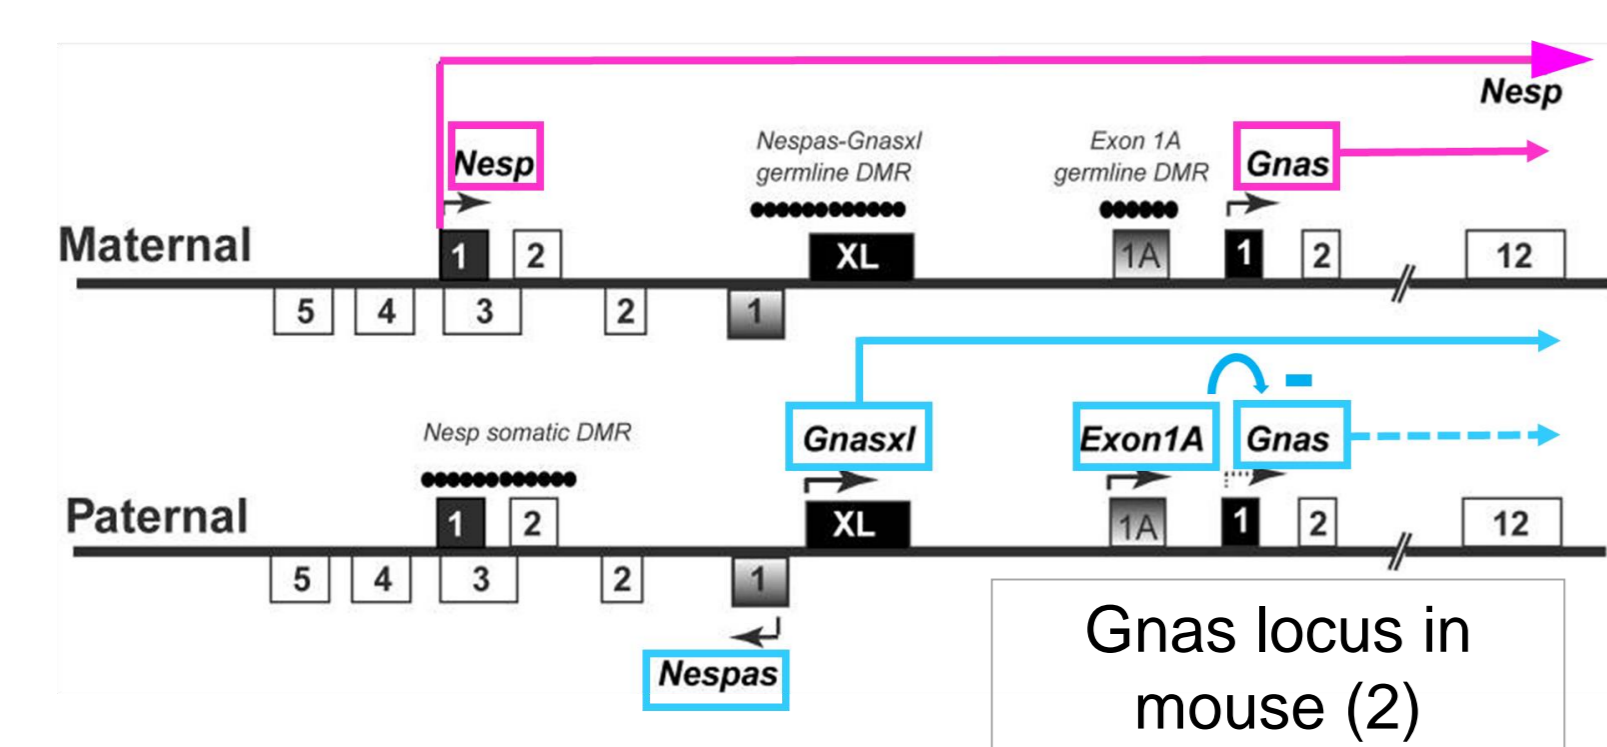 Nesp
Nesp
Nespas-Gnasxl
germline DMR
Exon 1A
germline DMR
Gnas
Maternal
1 2 XL 1A 1 2 12
5 4 3 2 1
Nesp somatic DMR
Gnasxl
Exon1A
Gnas
-
Paternal
1 2 XL 1A 1 2 12
5 4 3 2 1
Nespas
Gnas locus in
mouse (2)